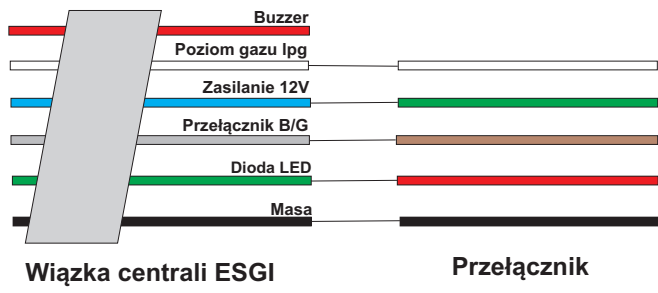 Buzzer
Poziom gazu lpg
Zasilanie 12V
Przełącznik B/G
Dioda LED
Masa
Wiązka centrali ESGI
Przełącznik